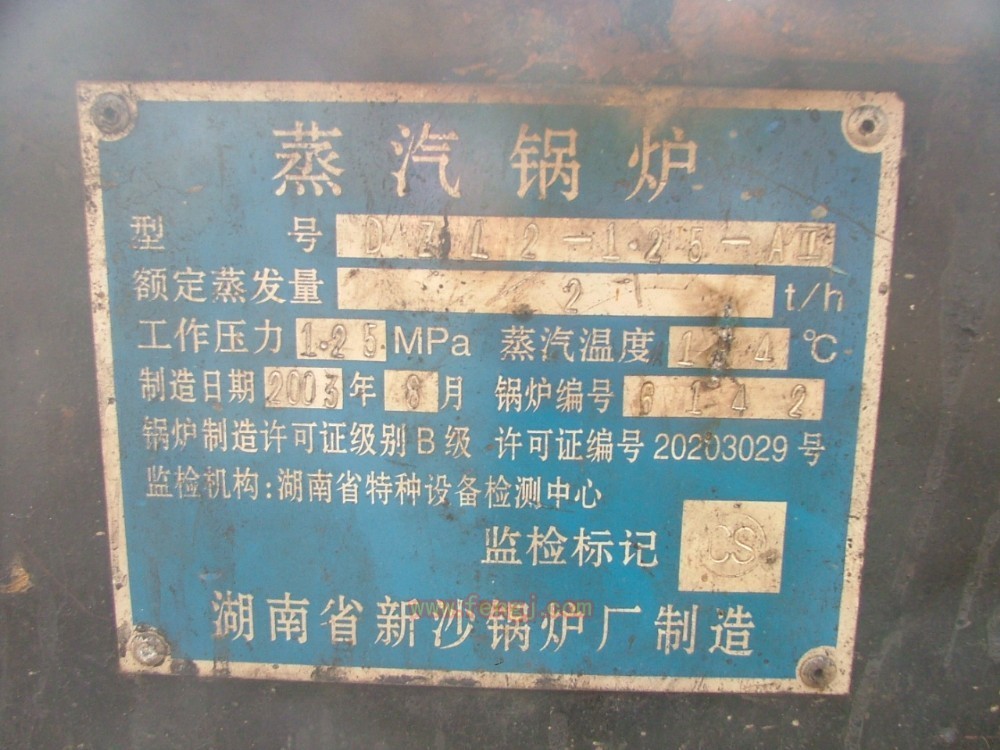 蒸汽锅炉
型号 DZL2-1.25-AⅡ
额定蒸发量 2 t/h
工作压力 1.25 MPa 蒸汽温度 194 ℃
制造日期 2003 年 8 月 锅炉编号 6142
锅炉制造许可证级别 B 级 许可证编号 20203029 号
监检机构:湖南省特种设备检测中心
监检标记 CS
www.fengj.com
湖南省新沙锅炉厂制造